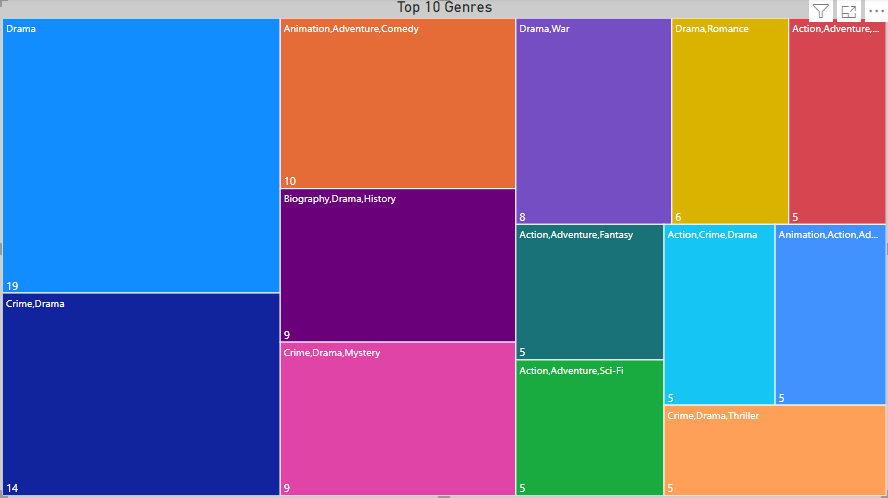 Top 10 Genres
Drama
19
Crime,Drama
14
Animation,Adventure,Comedy
10
Biography,Drama,History
9
Crime,Drama,Mystery
9
Drama,War
8
Drama,Romance
6
Action,Adventure,...
5
Action,Adventure,Fantasy
5
Action,Adventure,Sci-Fi
5
Action,Crime,Drama
5
Animation,Action,Ad...
5
Crime,Drama,Thriller
5